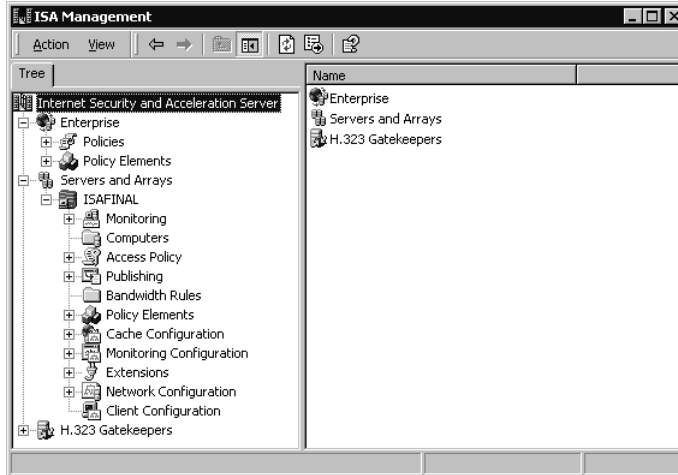 ISA Management
Action View
Tree
Name
Internet Security and Acceleration Server
Enterprise
Policies
Policy Elements
Servers and Arrays
ISAFINAL
Monitoring
Computers
Access Policy
Publishing
Bandwidth Rules
Policy Elements
Cache Configuration
Monitoring Configuration
Extensions
Network Configuration
Client Configuration
H.323 Gatekeepers
Enterprise
Servers and Arrays
H.323 Gatekeepers